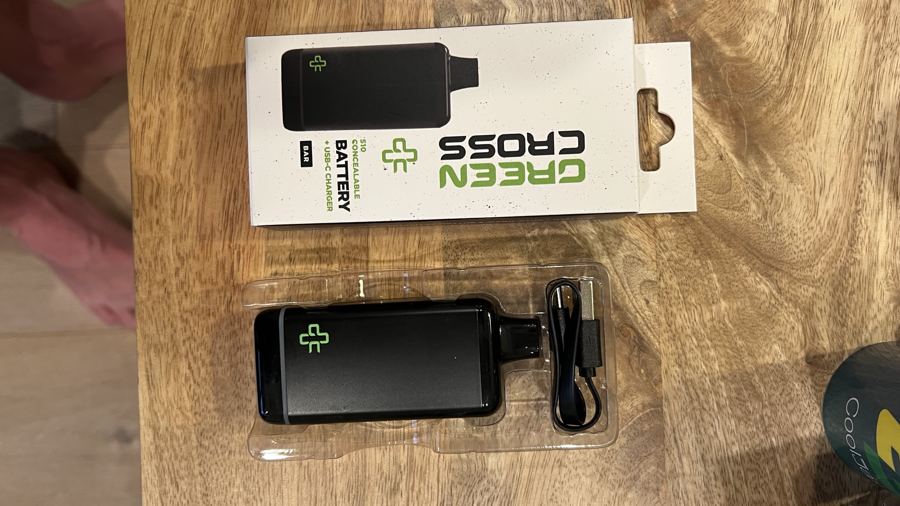 GREEN
CROSS
510
CONCEALABLE
BATTERY
+ USB-C CHARGER
BAR